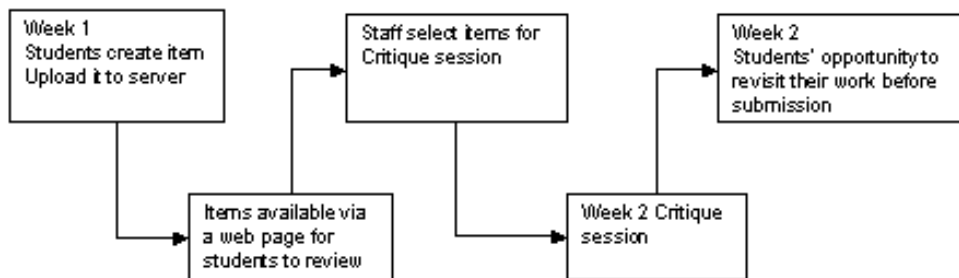 Week 1
Students create item
Upload it to server
Items available via
a web page for
students to review
Staff select items for
Critique session
Week 2 Critique
session
Week 2
Students' opportunity to
revisit their work before
submission